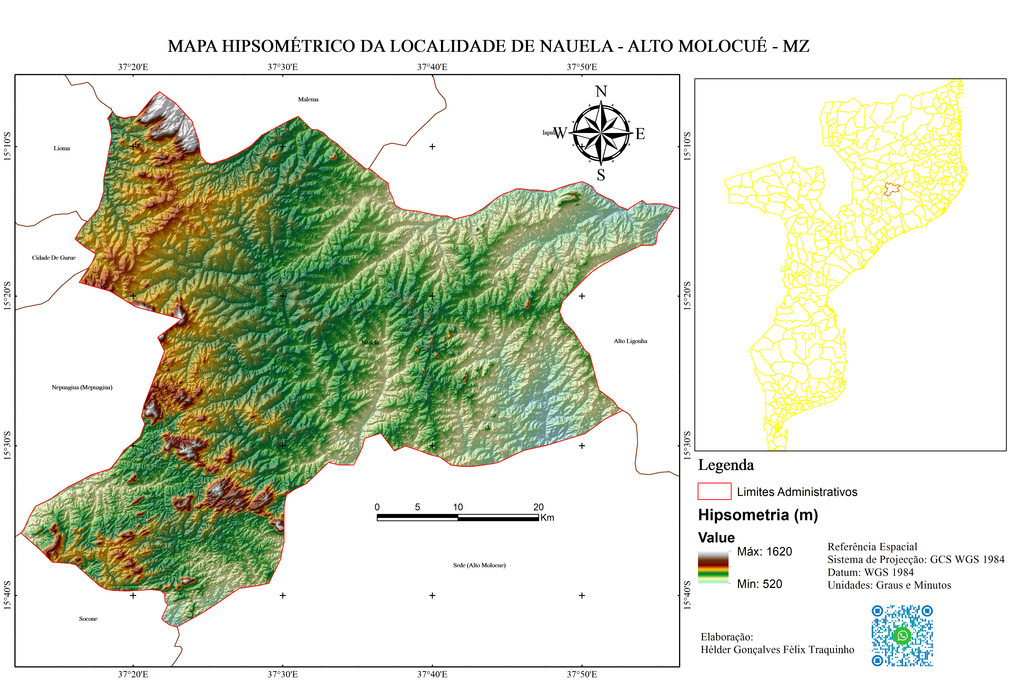 MAPA HIPSOMÉTRICO DA LOCALIDADE DE NAUELA - ALTO MOLOCUÉ - MZ
37°20'E 37°30'E 37°40'E 37°50'E
Malema
N
W E
S
15°10'S 15°10'S
Lioma
Cidade De Gurue
15°20'S 15°20'S
Alto Ligonha
Nepuagiua (Mepuagiua)
15°30'S 15°30'S
0 5 10 20
Km
Sede (Alto Molocue)
15°40'S 15°40'S
Socone
37°20'E 37°30'E 37°40'E 37°50'E
Legenda
Limites Administrativos
Hipsometria (m)
Value
Máx: 1620
Min: 520
Referência Espacial
Sistema de Projecção: GCS WGS 1984
Datum: WGS 1984
Unidades: Graus e Minutos
Elaboração:
Hélder Gonçalves Félix Traquinho